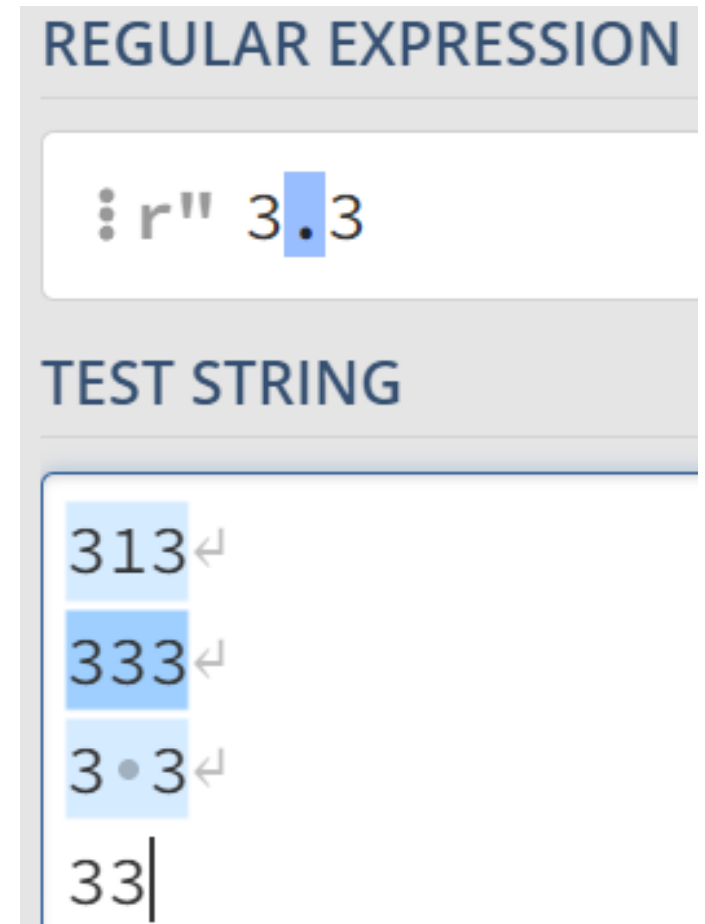 REGULAR EXPRESSION
⋮ r" 3.3
TEST STRING
313↵
333↵
3·3↵
33